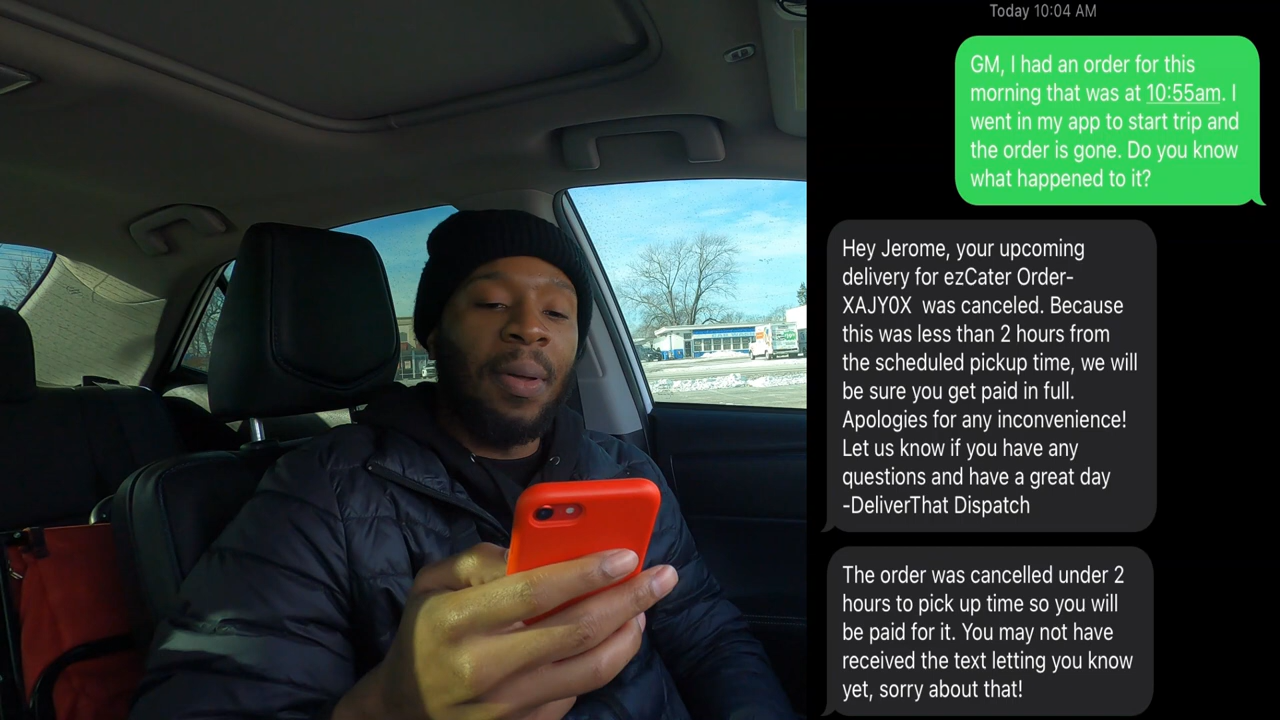 Today 10:04 AM
GM, I had an order for this
morning that was at 10:55am. I
went in my app to start trip and
the order is gone. Do you know
what happened to it?
Hey Jerome, your upcoming
delivery for ezCater Order-
XAJY0X was canceled. Because
this was less than 2 hours from
the scheduled pickup time, we will
be sure you get paid in full.
Apologies for any inconvenience!
Let us know if you have any
questions and have a great day
-DeliverThat Dispatch
The order was cancelled under 2
hours to pick up time so you will
be paid for it. You may not have
received the text letting you know
yet, sorry about that!